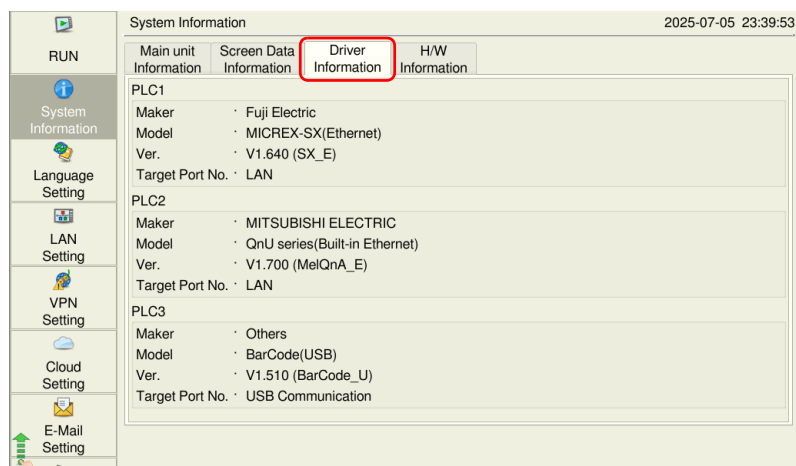 System Information 2025-07-05 23:39:53
RUN
System
Information
Language
Setting
LAN
Setting
VPN
Setting
Cloud
Setting
E-Mail
Setting
Main unit
Information
Screen Data
Information
Driver
Information
H/W
Information
PLC1
Maker : Fuji Electric
Model : MICREX-SX(Ethernet)
Ver. : V1.640 (SX_E)
Target Port No. : LAN
PLC2
Maker : MITSUBISHI ELECTRIC
Model : QnU series(Built-in Ethernet)
Ver. : V1.700 (MelQnA_E)
Target Port No. : LAN
PLC3
Maker : Others
Model : BarCode(USB)
Ver. : V1.510 (BarCode_U)
Target Port No. : USB Communication